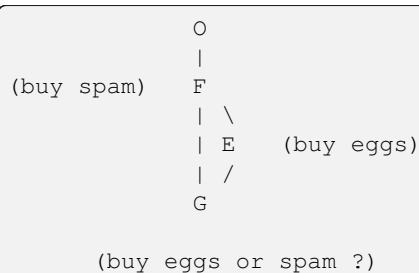 O
|
(buy spam) F
| \
| E (buy eggs)
| /
G
(buy eggs or spam ?)